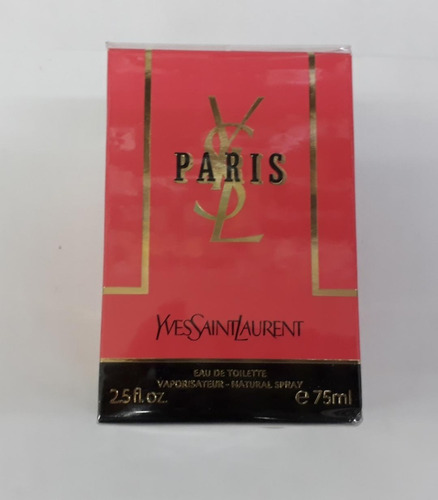 YSL
PARIS
YVESSAINTLAURENT
EAU DE TOILETTE
VAPORISATEUR - NATURAL SPRAY
2.5 fl. oz. ℮ 75ml